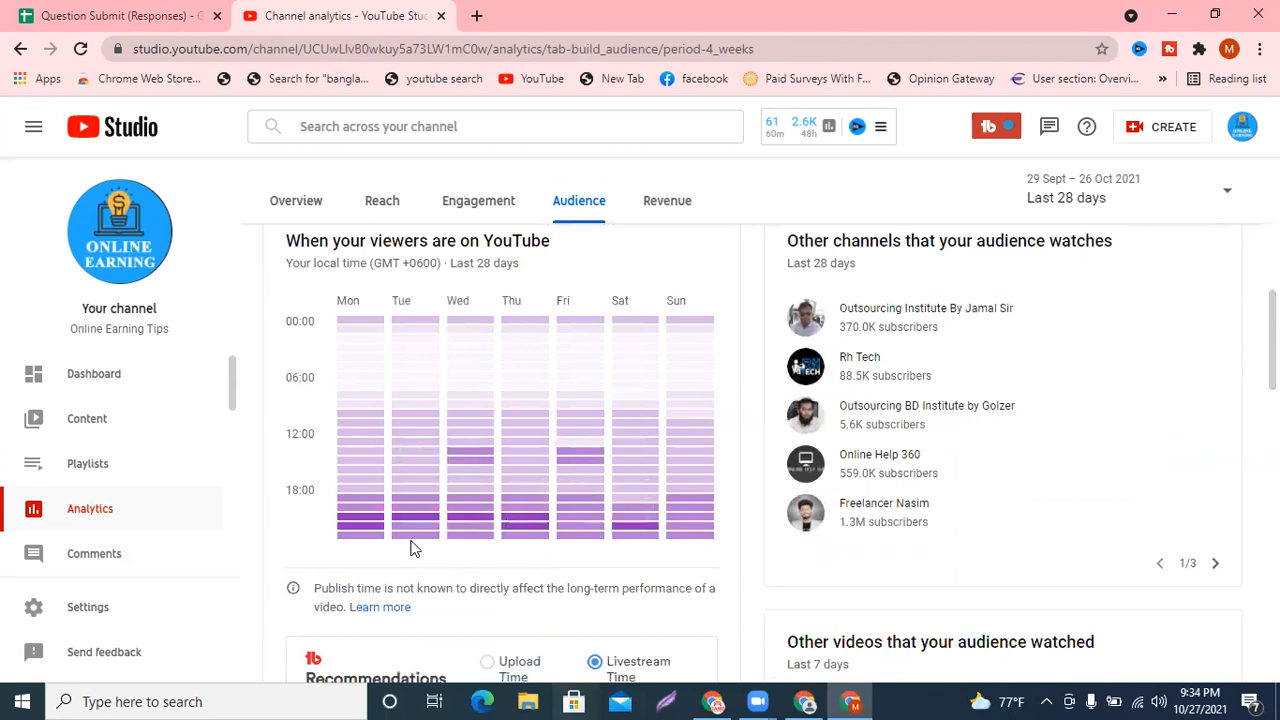 Question Submit (Responses) - G
Channel analytics - YouTube Stud
studio.youtube.com/channel/UCUwLlvB0wkuy5a73LW1mC0w/analytics/tab-build_audience/period-4_weeks
Apps
Chrome Web Store...
Search for "bangla...
youtube search
YouTube
New Tab
facebook
Paid Surveys With F...
Opinion Gateway
User section: Overvi...
»
Reading list
M
Studio
Search across your channel
61 2.6K
60m 48h
tb
CREATE
ONLINE
EARNING
Your channel
Online Earning Tips
Dashboard
Content
Playlists
Analytics
Comments
Settings
Send feedback
Overview
Reach
Engagement
Audience
Revenue
29 Sept – 26 Oct 2021
Last 28 days
When your viewers are on YouTube
Your local time (GMT +0600) · Last 28 days
Mon Tue Wed Thu Fri Sat Sun
00:00
06:00
12:00
18:00
Publish time is not known to directly affect the long-term performance of a
video. Learn more
tb
Recommendations
Upload
Time
Livestream
Time
Other channels that your audience watches
Last 28 days
Outsourcing Institute By Jamal Sir
370.0K subscribers
Rh Tech
88.5K subscribers
Outsourcing BD Institute by Golzer
5.6K subscribers
Online Help 360
559.0K subscribers
Freelancer Nasim
1.3M subscribers
1/3
Other videos that your audience watched
Last 7 days
Type here to search
77°F
9:34 PM
10/27/2021
7